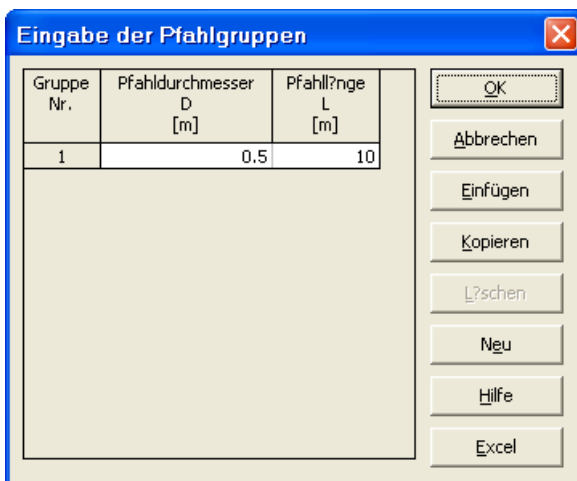 Eingabe der Pfahlgruppen
Gruppe Nr.
Pfahldurchmesser D [m]
Pfahll?nge L [m]
1 0.5 10
OK
Abbrechen
Einfügen
Kopieren
L?schen
Neu
Hilfe
Excel